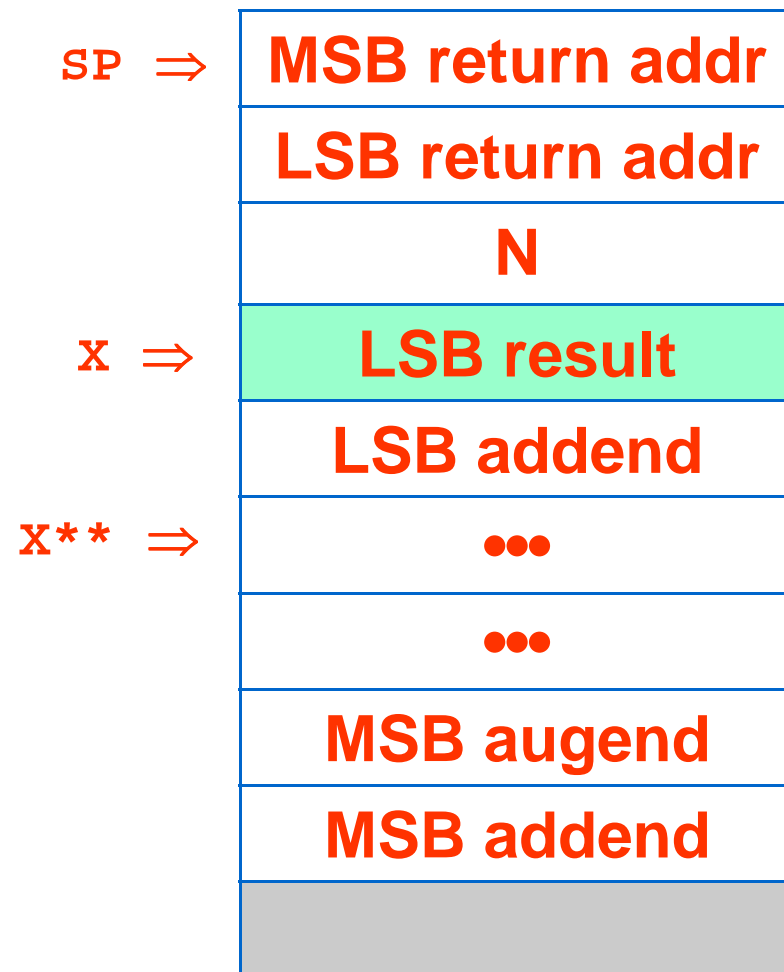 SP ⇒ MSB return addr
LSB return addr
N
X ⇒ LSB result
LSB addend
X** ⇒ •••
•••
MSB augend
MSB addend